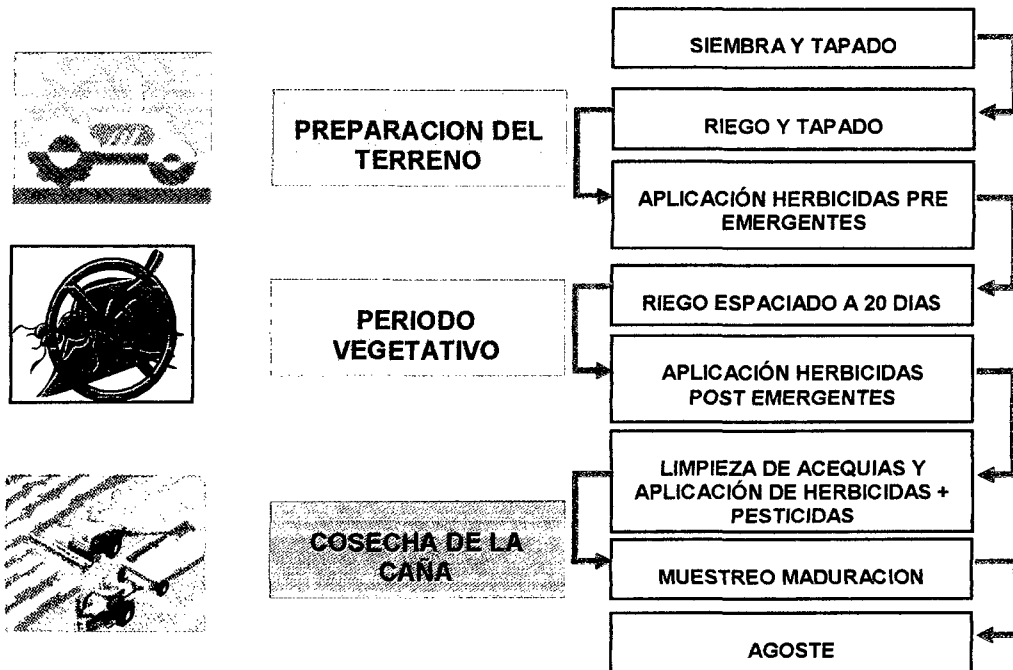 SIEMBRA Y TAPADO
PREPARACION DEL
TERRENO
RIEGO Y TAPADO
APLICACIÓN HERBICIDAS PRE
EMERGENTES
PERIODO
VEGETATIVO
RIEGO ESPACIADO A 20 DIAS
APLICACIÓN HERBICIDAS
POST EMERGENTES
COSECHA DE LA
CAÑA
LIMPIEZA DE ACEQUIAS Y
APLICACIÓN DE HERBICIDAS +
PESTICIDAS
MUESTREO MADURACION
AGOSTE